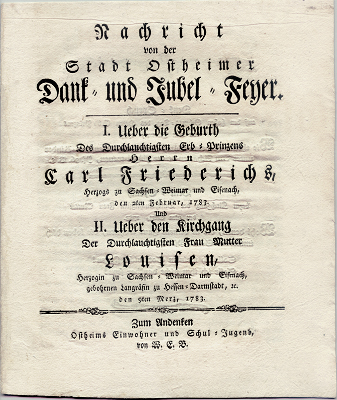 Nachricht
von der
Stadt Ostheimer
Dank- und Jubel-Feyer.
I. Ueber die Geburth
Des Durchlauchtigsten Erb-Prinzens
Herrn
Carl Friederichs,
Herzogs zu Sachsen-Weimar und Eisenach,
den 2ten Februar, 1783.
Und
II. Ueber den Kirchgang
Der Durchlauchtigsten Frau Mutter
Louisen,
Herzogin zu Sachsen-Weimar und Eisenach,
gebohrnen Langräfin zu Hessen-Darmstadt, ꝛc.
den 9ten Merz, 1783.
Zum Andenken
Ostheims Einwohner und Schul-Jugend,
von W. E. B.